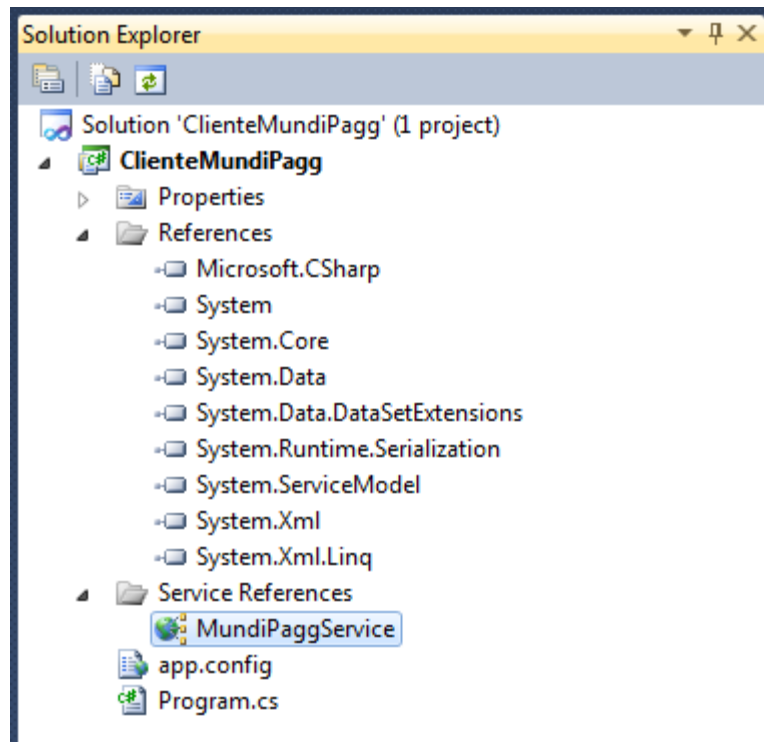 Solution Explorer
Solution 'ClienteMundiPagg' (1 project)
ClienteMundiPagg
Properties
References
Microsoft.CSharp
System
System.Core
System.Data
System.Data.DataSetExtensions
System.Runtime.Serialization
System.ServiceModel
System.Xml
System.Xml.Linq
Service References
MundiPaggService
app.config
Program.cs